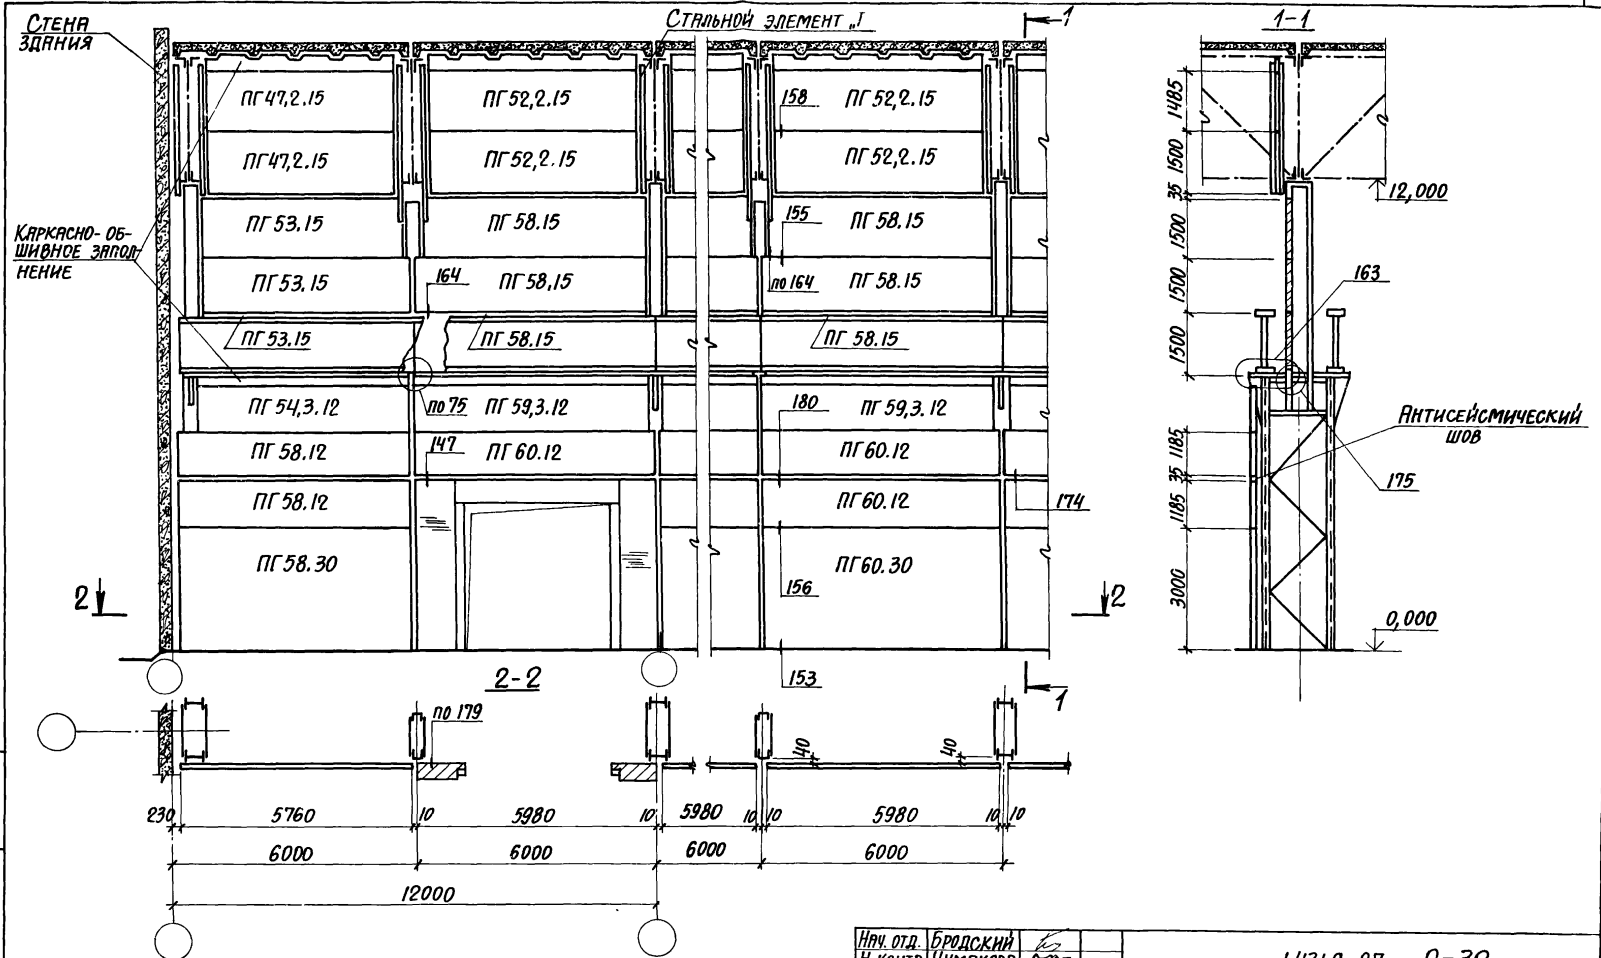 Стена
здания
Стальной элемент „I
1
1-1
ПГ47,2.15
ПГ52,2.15
158
ПГ52,2.15
ПГ47,2.15
ПГ52,2.15
ПГ52,2.15
Каркасно-об-
шивное запол-
нение
ПГ53.15
ПГ58.15
155
ПГ58.15
ПГ53.15
164
ПГ58,15
по 164
ПГ58.15
ПГ53.15
ПГ58.15
ПГ58.15
ПГ54,3.12
по 75
ПГ59,3.12
180
ПГ59,3.12
ПГ58.12
147
ПГ60.12
ПГ60.12
ПГ58.12
ПГ60.12
174
ПГ58.30
156
ПГ60.30
2
2
153
1
1485
1500
35
1500
1500
1500
1185
35
1185
3000
12,000
163
Антисейсмический
шов
175
0,000
2-2
по 179
40
40
230
5760
10
5980
10
5980
10
10
5980
10
10
6000
6000
6000
6000
12000
Нач. отд.
Бродский